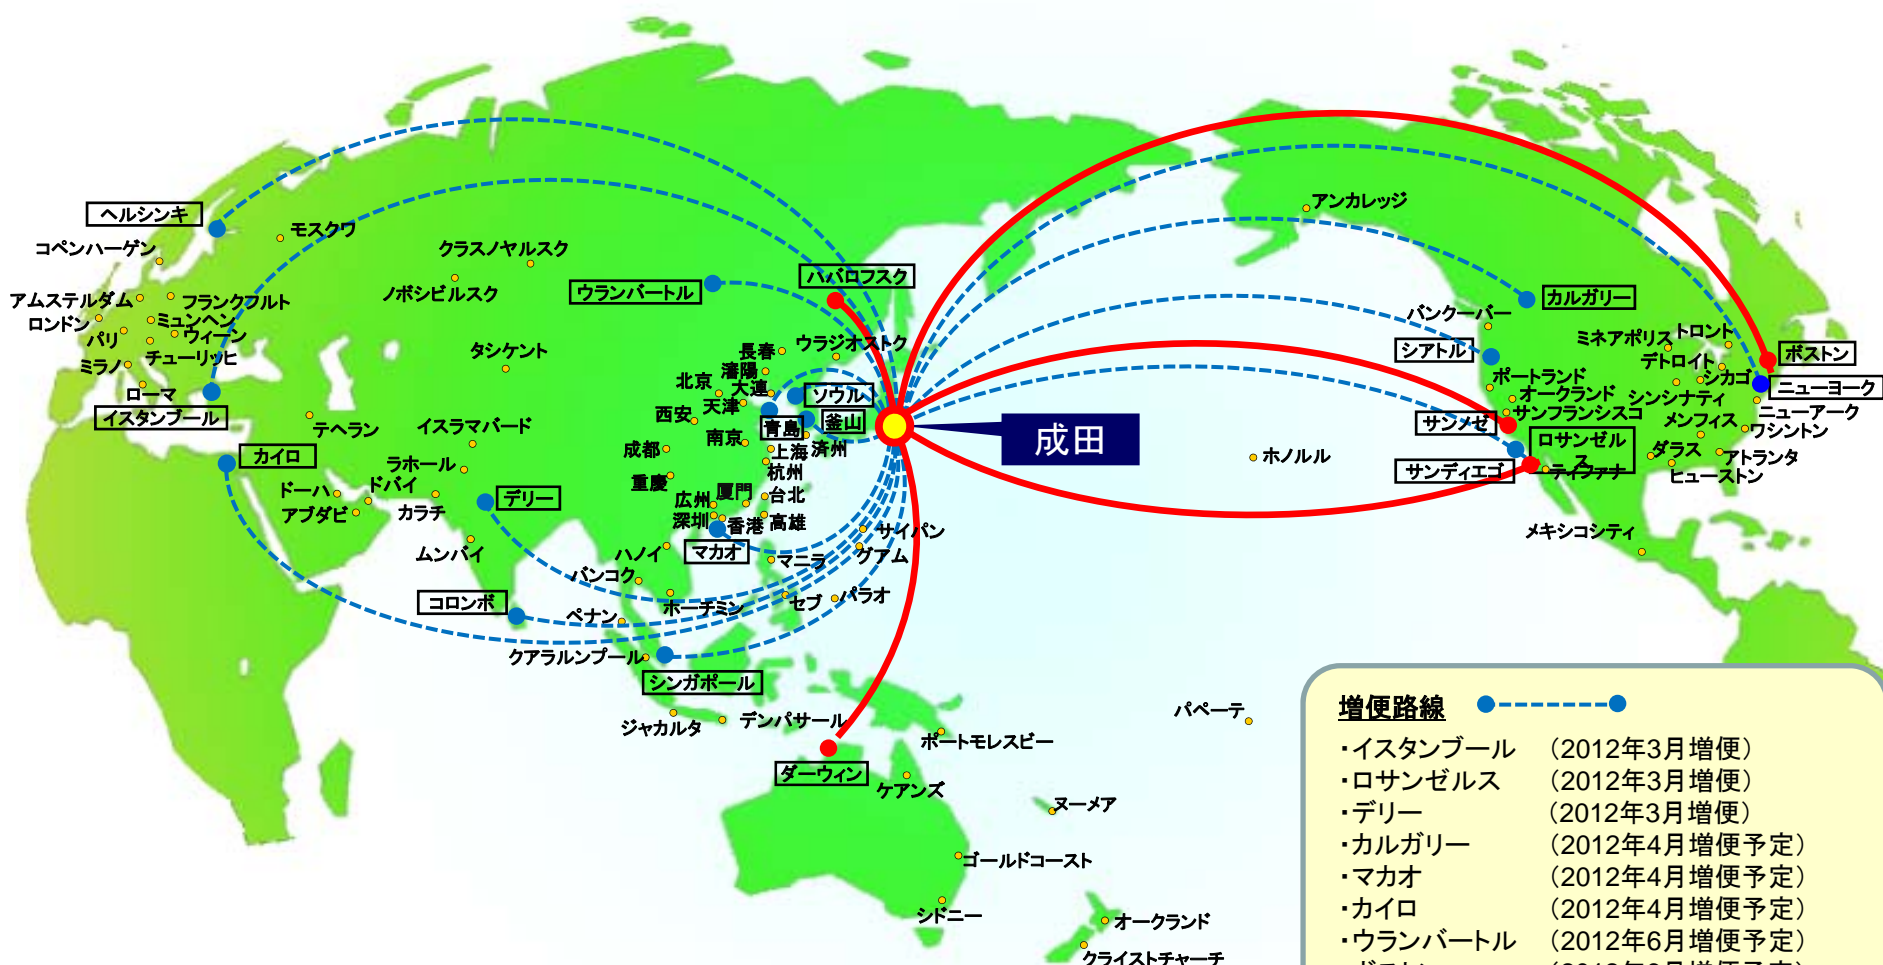 アンカレッジ
ヘルシンキ
モスクワ
コペンハーゲン
クラスノヤルスク
ハバロフスク
ウランバートル
ノボシビルスク
カルガリー
アムステルダム
フランクフルト
ロンドン
ミュンヘン
パリ
ウィーン
チューリッヒ
ミラノ
ローマ
イスタンブール
タシケント
長春
ウラジオストク
瀋陽
北京
大連
天津
ソウル
西安
青島
釜山
南京
成都
上海
済州
杭州
重慶
広州
厦門
台北
深圳
香港
高雄
マカオ
成田
バンクーバー
シアトル
ミネアポリス
トロント
デトロイト
ボストン
シカゴ
ニューヨーク
ポートランド
オークランド
シンシナティ
サンフランシスコ
ニューアーク
メンフィス
ワシントン
サンノゼ
ロサンゼルス
ダラス
アトランタ
ヒューストン
サンディエゴ
ティファナ
ホノルル
メキシコシティ
テヘラン
イスラマバード
カイロ
ラホール
ドーハ
ドバイ
アブダビ
カラチ
デリー
ムンバイ
ハノイ
バンコク
マニラ
サイパン
グアム
コロンボ
ペナン
ホーチミン
セブ
パラオ
クアラルンプール
シンガポール
ジャカルタ
デンパサール
ポートモレスビー
パペーテ
ダーウィン
ケアンズ
ヌーメア
ゴールドコースト
シドニー
オークランド
クライストチャーチ
増便路線
・イスタンブール （2012年3月増便）
・ロサンゼルス （2012年3月増便）
・デリー （2012年3月増便）
・カルガリー （2012年4月増便予定）
・マカオ （2012年4月増便予定）
・カイロ （2012年4月増便予定）
・ウランバートル （2012年6月増便予定）